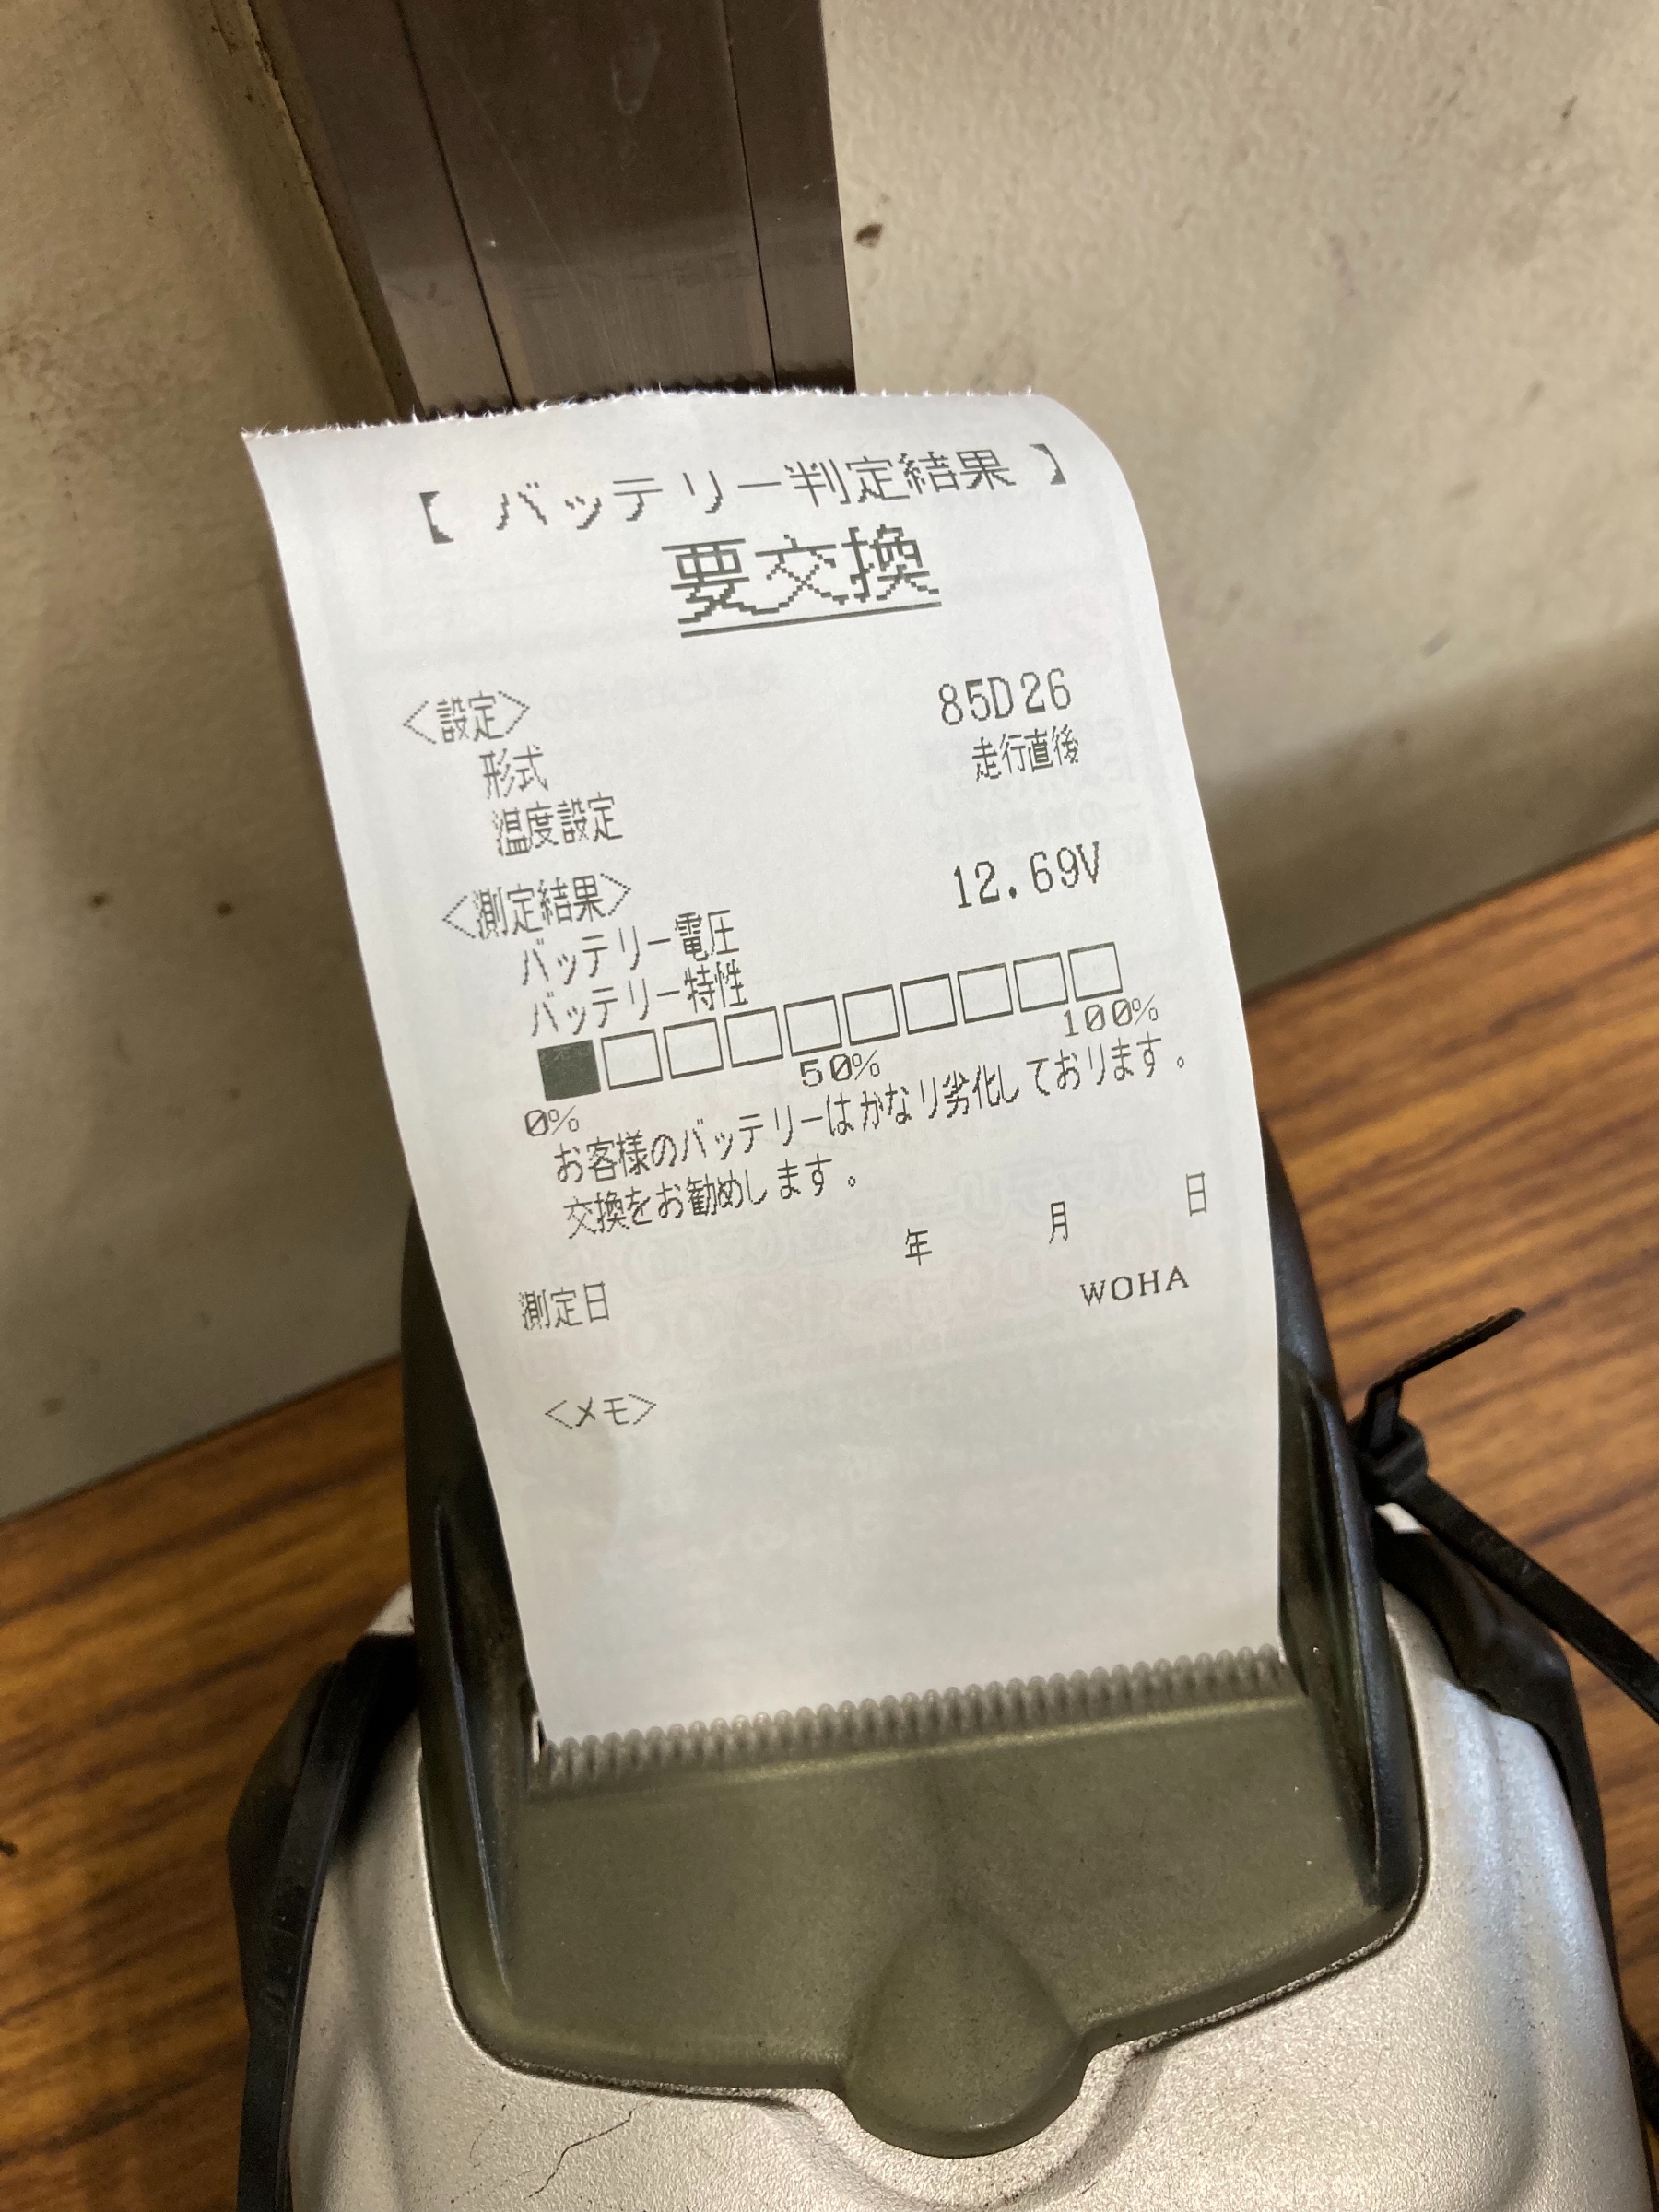 【 バッテリー判定結果 】
要交換
<設定>
形式 85D26
温度設定 走行直後
<測定結果>
バッテリー電圧 12.69V
バッテリー特性
0% 50% 100%
お客様のバッテリーはかなり劣化しております。
交換をお勧めします。
測定日 年 月 日
WOHA
<メモ>